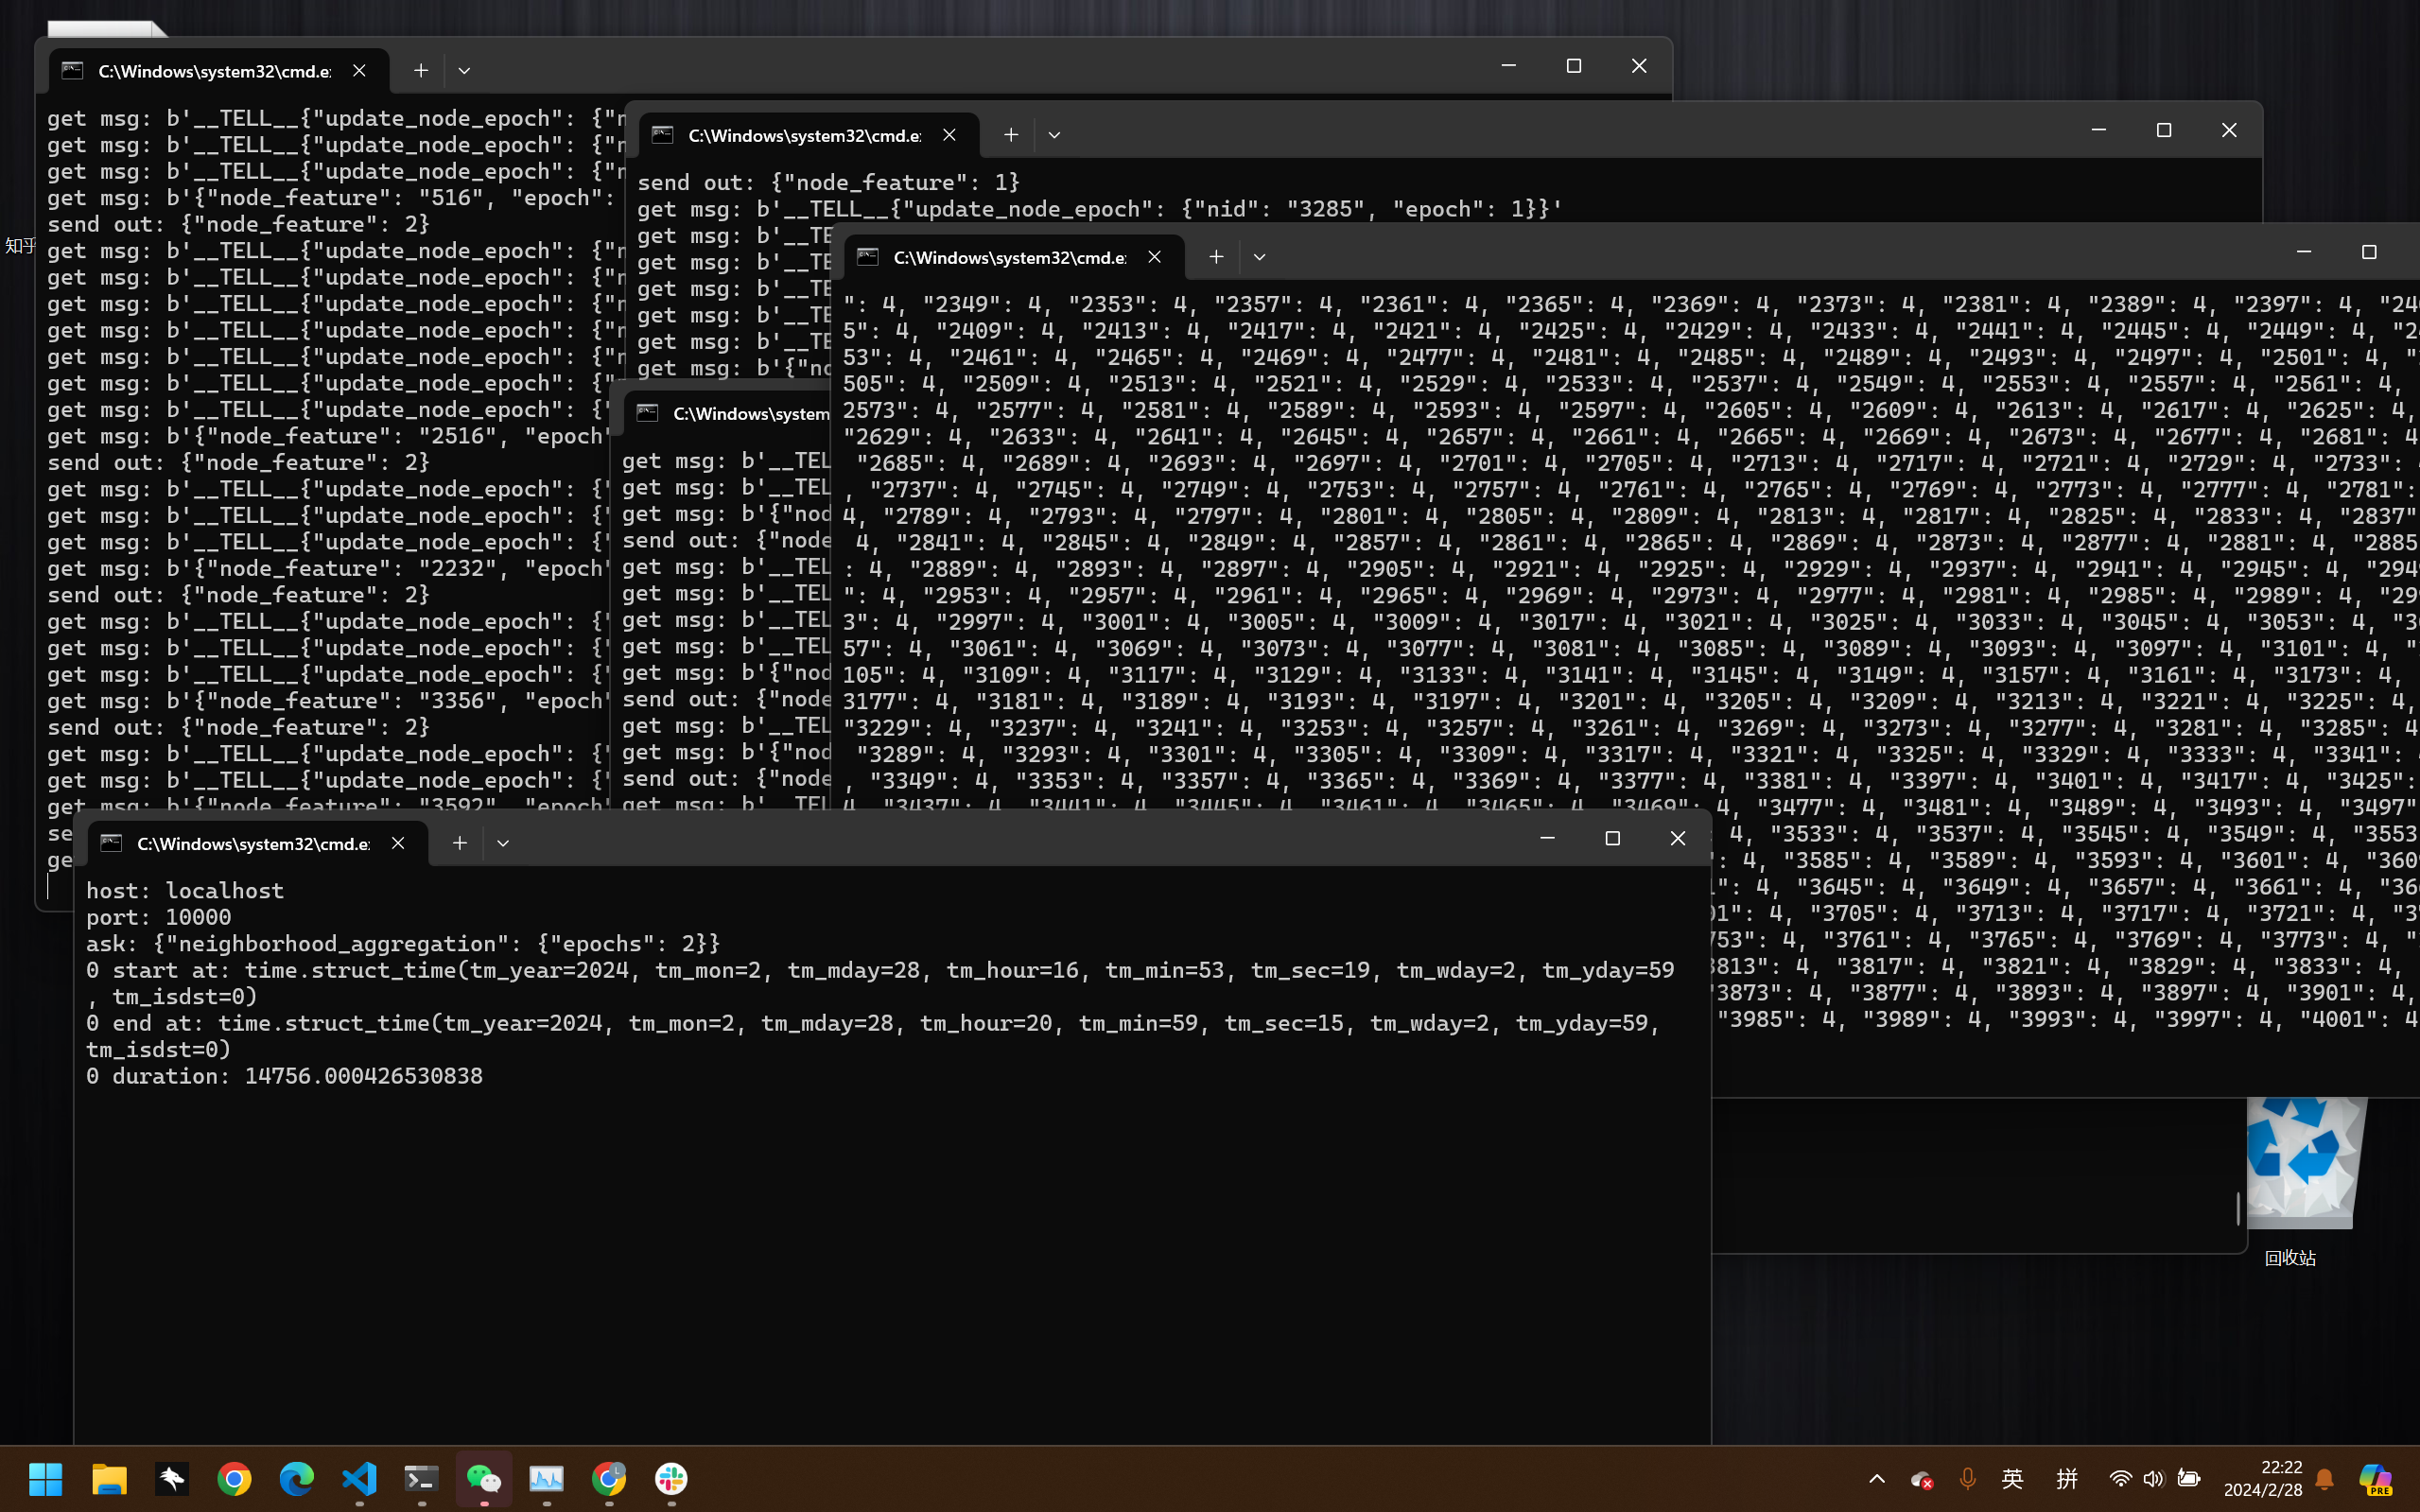 C:\Windows\system32\cmd.e
get msg: b'__TELL__{"update_node_epoch": {"n
get msg: b'__TELL__{"update_node_epoch": {"n
get msg: b'__TELL__{"update_node_epoch": {"n
get msg: b'{"node_feature": "516", "epoch":
send out: {"node_feature": 2}
知乎
get msg: b'__TELL__{"update_node_epoch": {"n
get msg: b'__TELL__{"update_node_epoch": {"n
get msg: b'__TELL__{"update_node_epoch": {"n
get msg: b'__TELL__{"update_node_epoch": {"n
get msg: b'__TELL__{"update_node_epoch": {"n
get msg: b'__TELL__{"update_node_epoch": {"
get msg: b'__TELL__{"update_node_epoch": {"
get msg: b'{"node_feature": "2516", "epoch"
send out: {"node_feature": 2}
get msg: b'__TELL__{"update_node_epoch": {"
get msg: b'__TELL__{"update_node_epoch": {"
get msg: b'__TELL__{"update_node_epoch": {"
get msg: b'{"node_feature": "2232", "epoch"
send out: {"node_feature": 2}
get msg: b'__TELL__{"update_node_epoch": {"
get msg: b'__TELL__{"update_node_epoch": {"
get msg: b'__TELL__{"update_node_epoch": {"
get msg: b'{"node_feature": "3356", "epoch"
send out: {"node_feature": 2}
get msg: b'__TELL__{"update_node_epoch": {"
get msg: b'__TELL__{"update_node_epoch": {"
get msg: b'{"node_feature": "3592", "epoch"
se
ge
C:\Windows\system32\cmd.e
send out: {"node_feature": 1}
get msg: b'__TELL__{"update_node_epoch": {"nid": "3285", "epoch": 1}}'
get msg: b'__TE
get msg: b'__TE
get msg: b'__TE
get msg: b'__TE
get msg: b'__TE
get msg: b'{"no
C:\Windows\system
get msg: b'__TEL
get msg: b'__TEL
get msg: b'{"nod
send out: {"node
get msg: b'__TEL
get msg: b'__TEL
get msg: b'__TEL
get msg: b'__TEL
get msg: b'{"nod
send out: {"node
get msg: b'__TEL
get msg: b'{"nod
send out: {"node
get msg: b'__TEL
C:\Windows\system32\cmd.e
": 4, "2349": 4, "2353": 4, "2357": 4, "2361": 4, "2365": 4, "2369": 4, "2373": 4, "2381": 4, "2389": 4, "2397": 4, "240
5": 4, "2409": 4, "2413": 4, "2417": 4, "2421": 4, "2425": 4, "2429": 4, "2433": 4, "2441": 4, "2445": 4, "2449": 4, "24
53": 4, "2461": 4, "2465": 4, "2469": 4, "2477": 4, "2481": 4, "2485": 4, "2489": 4, "2493": 4, "2497": 4, "2501": 4, "
505": 4, "2509": 4, "2513": 4, "2521": 4, "2529": 4, "2533": 4, "2537": 4, "2549": 4, "2553": 4, "2557": 4, "2561": 4,
2573": 4, "2577": 4, "2581": 4, "2589": 4, "2593": 4, "2597": 4, "2605": 4, "2609": 4, "2613": 4, "2617": 4, "2625": 4,
"2629": 4, "2633": 4, "2641": 4, "2645": 4, "2657": 4, "2661": 4, "2665": 4, "2669": 4, "2673": 4, "2677": 4, "2681": 4
"2685": 4, "2689": 4, "2693": 4, "2697": 4, "2701": 4, "2705": 4, "2713": 4, "2717": 4, "2721": 4, "2729": 4, "2733": 4
, "2737": 4, "2745": 4, "2749": 4, "2753": 4, "2757": 4, "2761": 4, "2765": 4, "2769": 4, "2773": 4, "2777": 4, "2781":
4, "2789": 4, "2793": 4, "2797": 4, "2801": 4, "2805": 4, "2809": 4, "2813": 4, "2817": 4, "2825": 4, "2833": 4, "2837"
4, "2841": 4, "2845": 4, "2849": 4, "2857": 4, "2861": 4, "2865": 4, "2869": 4, "2873": 4, "2877": 4, "2881": 4, "2885
: 4, "2889": 4, "2893": 4, "2897": 4, "2905": 4, "2921": 4, "2925": 4, "2929": 4, "2937": 4, "2941": 4, "2945": 4, "294
": 4, "2953": 4, "2957": 4, "2961": 4, "2965": 4, "2969": 4, "2973": 4, "2977": 4, "2981": 4, "2985": 4, "2989": 4, "299
3": 4, "2997": 4, "3001": 4, "3005": 4, "3009": 4, "3017": 4, "3021": 4, "3025": 4, "3033": 4, "3045": 4, "3053": 4, "30
57": 4, "3061": 4, "3069": 4, "3073": 4, "3077": 4, "3081": 4, "3085": 4, "3089": 4, "3093": 4, "3097": 4, "3101": 4, "
105": 4, "3109": 4, "3117": 4, "3129": 4, "3133": 4, "3141": 4, "3145": 4, "3149": 4, "3157": 4, "3161": 4, "3173": 4,
3177": 4, "3181": 4, "3189": 4, "3193": 4, "3197": 4, "3201": 4, "3205": 4, "3209": 4, "3213": 4, "3221": 4, "3225": 4,
"3229": 4, "3237": 4, "3241": 4, "3253": 4, "3257": 4, "3261": 4, "3269": 4, "3273": 4, "3277": 4, "3281": 4, "3285": 4
"3289": 4, "3293": 4, "3301": 4, "3305": 4, "3309": 4, "3317": 4, "3321": 4, "3325": 4, "3329": 4, "3333": 4, "3341": 4
, "3349": 4, "3353": 4, "3357": 4, "3365": 4, "3369": 4, "3377": 4, "3381": 4, "3397": 4, "3401": 4, "3417": 4, "3425":
4, "3437": 4, "3441": 4, "3445": 4, "3461": 4, "3465": 4, "3469": 4, "3477": 4, "3481": 4, "3489": 4, "3493": 4, "3497"
4, "3533": 4, "3537": 4, "3545": 4, "3549": 4, "3553
: 4, "3585": 4, "3589": 4, "3593": 4, "3601": 4, "3609
": 4, "3645": 4, "3649": 4, "3657": 4, "3661": 4, "36
01": 4, "3705": 4, "3713": 4, "3717": 4, "3721": 4, "3
753": 4, "3761": 4, "3765": 4, "3769": 4, "3773": 4, "
3813": 4, "3817": 4, "3821": 4, "3829": 4, "3833": 4,
"3873": 4, "3877": 4, "3893": 4, "3897": 4, "3901": 4,
"3985": 4, "3989": 4, "3993": 4, "3997": 4, "4001": 4
C:\Windows\system32\cmd.e
host: localhost
port: 10000
ask: {"neighborhood_aggregation": {"epochs": 2}}
0 start at: time.struct_time(tm_year=2024, tm_mon=2, tm_mday=28, tm_hour=16, tm_min=53, tm_sec=19, tm_wday=2, tm_yday=59
, tm_isdst=0)
0 end at: time.struct_time(tm_year=2024, tm_mon=2, tm_mday=28, tm_hour=20, tm_min=59, tm_sec=15, tm_wday=2, tm_yday=59,
tm_isdst=0)
0 duration: 14756.000426530838
回收站
英
拼
22:22
2024/2/28
PRE